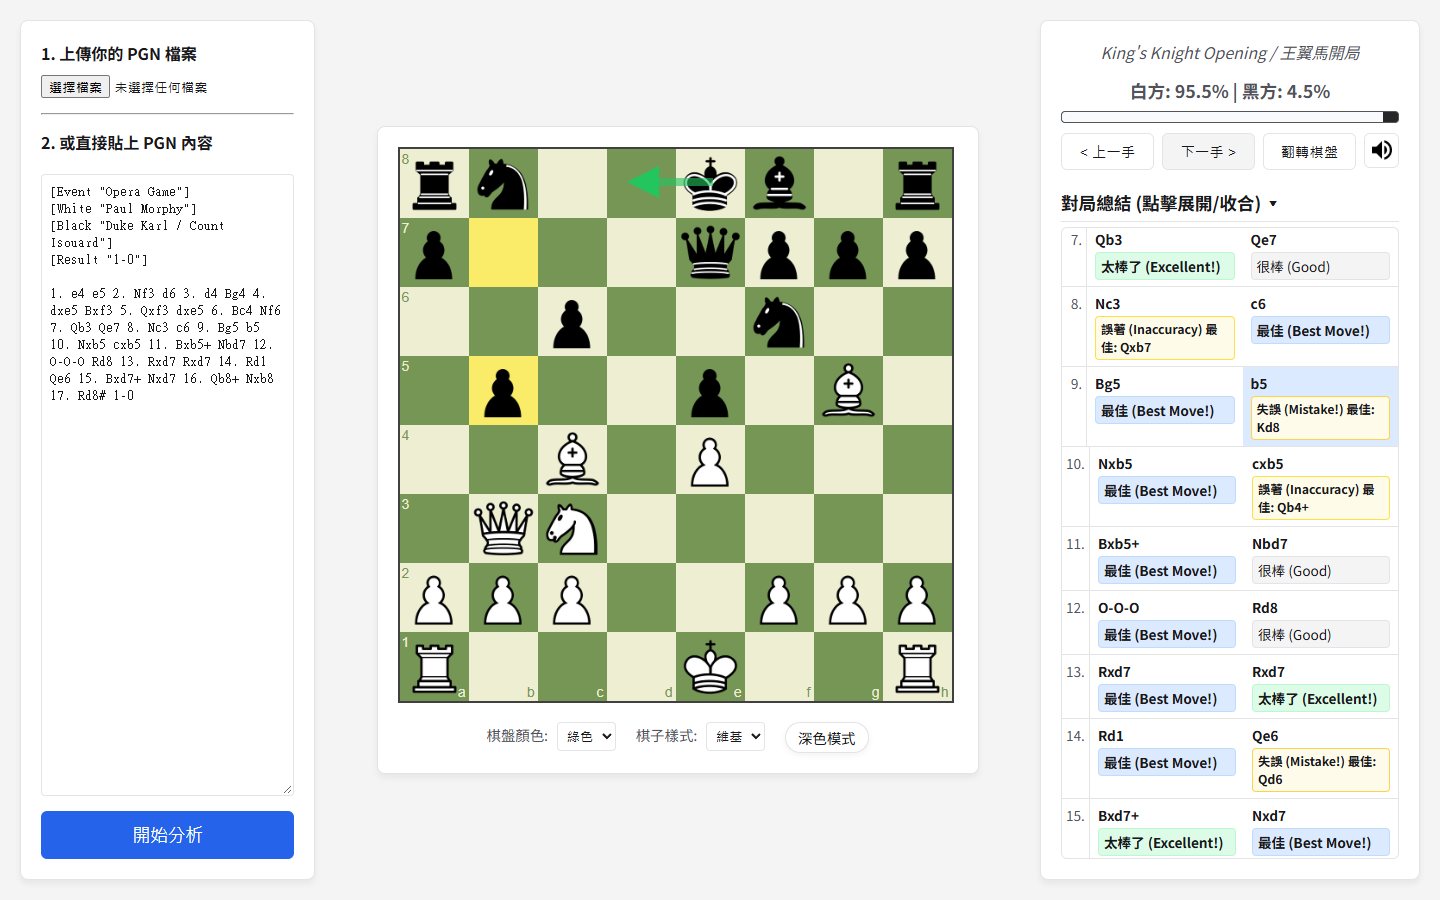 1. 上傳你的 PGN 檔案
選擇檔案 未選擇任何檔案
2. 或直接貼上 PGN 內容
[Event "Opera Game"]
[White "Paul Morphy"]
[Black "Duke Karl / Count
Isouard"]
[Result "1-0"]
1. e4 e5 2. Nf3 d6 3. d4 Bg4 4.
dxe5 Bxf3 5. Qxf3 dxe5 6. Bc4 Nf6
7. Qb3 Qe7 8. Nc3 c6 9. Bg5 b5
10. Nxb5 cxb5 11. Bxb5+ Nbd7 12.
O-O-O Rd8 13. Rxd7 Rxd7 14. Rd1
Qe6 15. Bxd7+ Nxd7 16. Qb8+ Nxb8
17. Rd8# 1-0
開始分析
8
7
6
5
4
3
2
1
a b c d e f g h
棋盤顏色: 綠色 棋子樣式: 維基 深色模式
King's Knight Opening / 王翼馬開局
白方: 95.5% | 黑方: 4.5%
< 上一手 下一手 > 翻轉棋盤
對局總結 (點擊展開/收合) ▼
7. Qb3 Qe7
太棒了 (Excellent!) 很棒 (Good)
8. Nc3 c6
誤著 (Inaccuracy) 最
佳: Qxb7
最佳 (Best Move!)
9. Bg5 b5
最佳 (Best Move!)
失誤 (Mistake!) 最佳:
Kd8
10. Nxb5 cxb5
最佳 (Best Move!)
誤著 (Inaccuracy) 最
佳: Qb4+
11. Bxb5+ Nbd7
最佳 (Best Move!) 很棒 (Good)
12. O-O-O Rd8
最佳 (Best Move!) 很棒 (Good)
13. Rxd7 Rxd7
最佳 (Best Move!) 太棒了 (Excellent!)
14. Rd1 Qe6
最佳 (Best Move!)
失誤 (Mistake!) 最佳:
Qd6
15. Bxd7+ Nxd7
太棒了 (Excellent!) 最佳 (Best Move!)